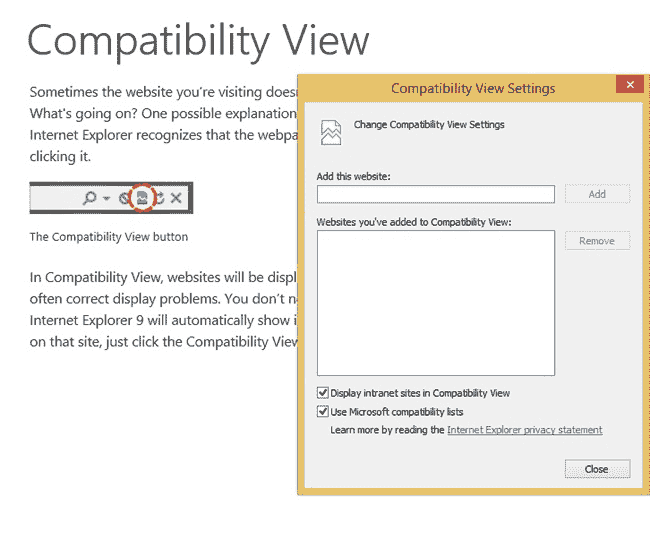 Compatibility View
Sometimes the website you're visiting doesn
What's going on? One possible explanation
Internet Explorer recognizes that the webpa
clicking it.
The Compatibility View button
In Compatibility View, websites will be displ
often correct display problems. You don't n
Internet Explorer 9 will automatically show i
on that site, just click the Compatibility View
Compatibility View Settings
Change Compatibility View Settings
Add this website:
Add
Websites you've added to Compatibility View:
Remove
Display intranet sites in Compatibility View
Use Microsoft compatibility lists
Learn more by reading the Internet Explorer privacy statement
Close